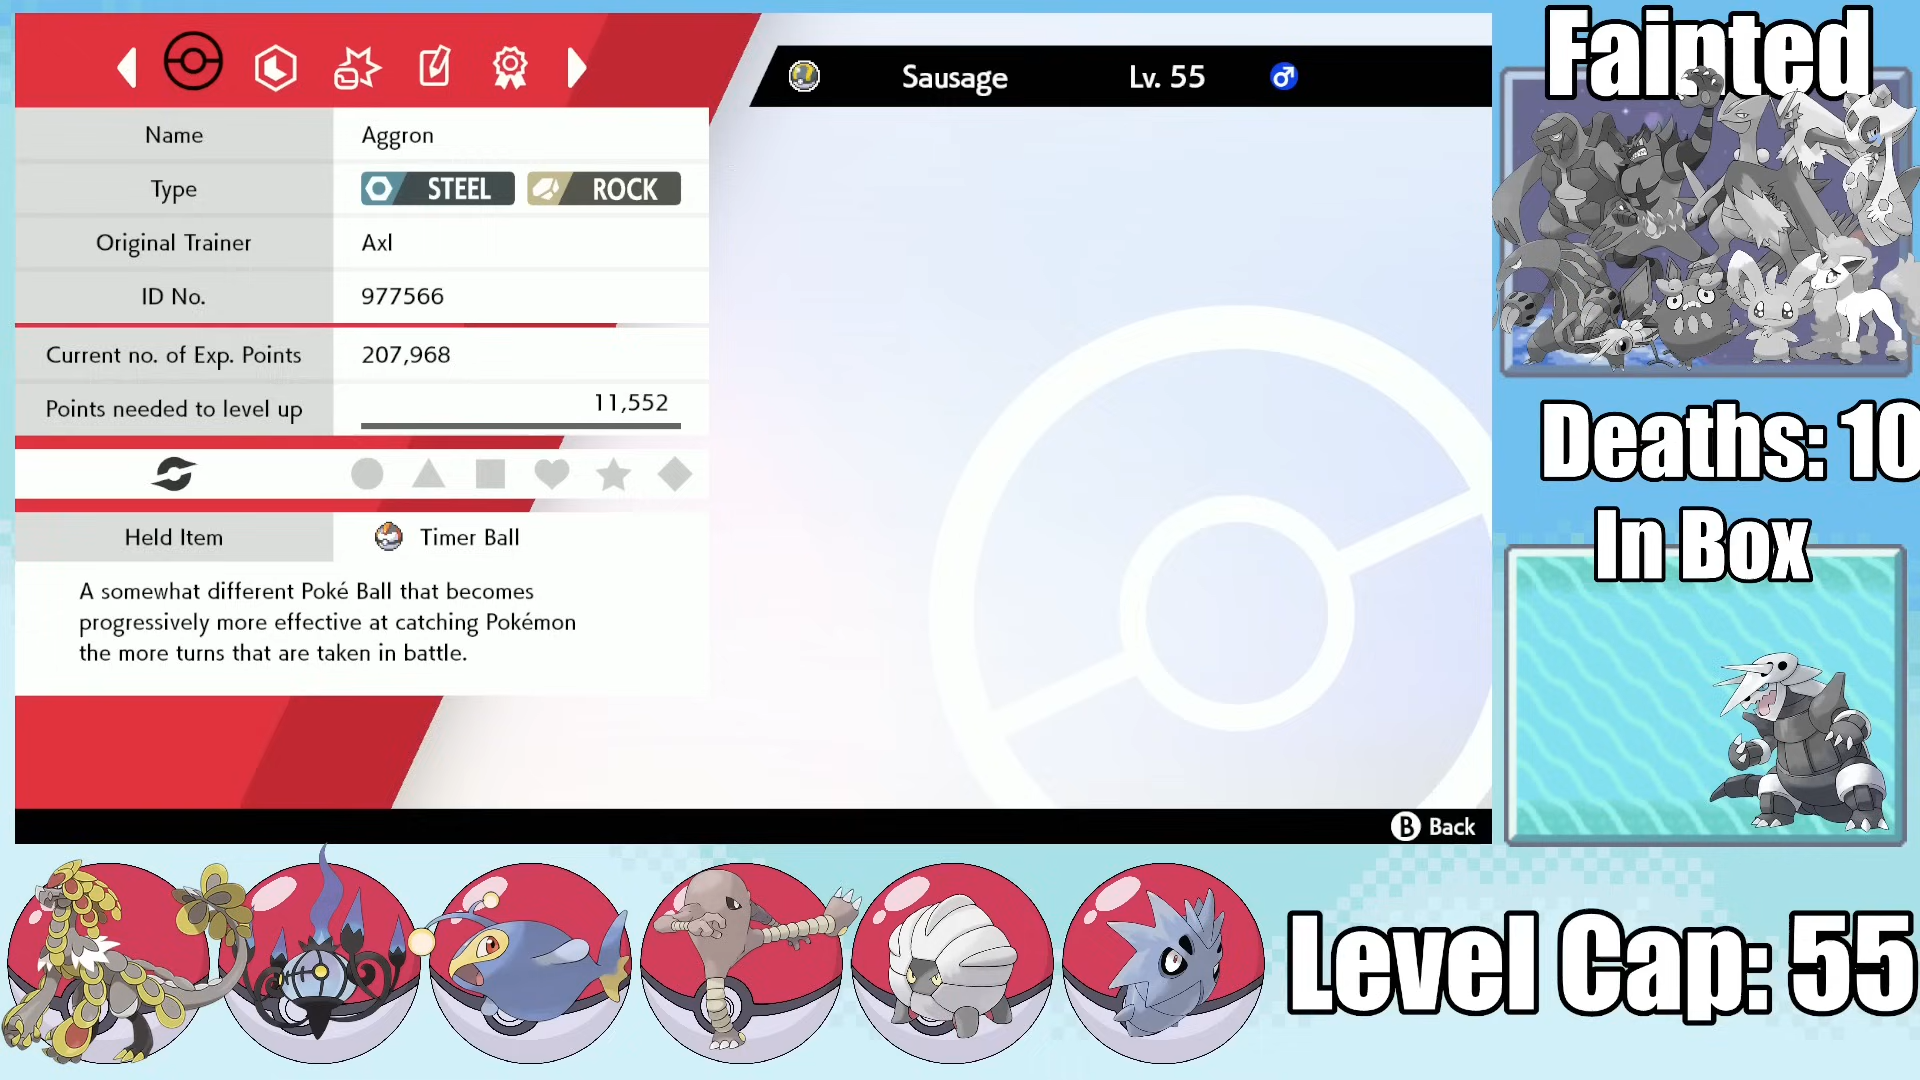 Sausage Lv. 55
Name Aggron
Type STEEL ROCK
Original Trainer Axl
ID No. 977566
Current no. of Exp. Points 207,968
Points needed to level up 11,552
Held Item Timer Ball
A somewhat different Poké Ball that becomes
progressively more effective at catching Pokémon
the more turns that are taken in battle.
B Back
Fainted
Deaths: 10
In Box
Level Cap: 55